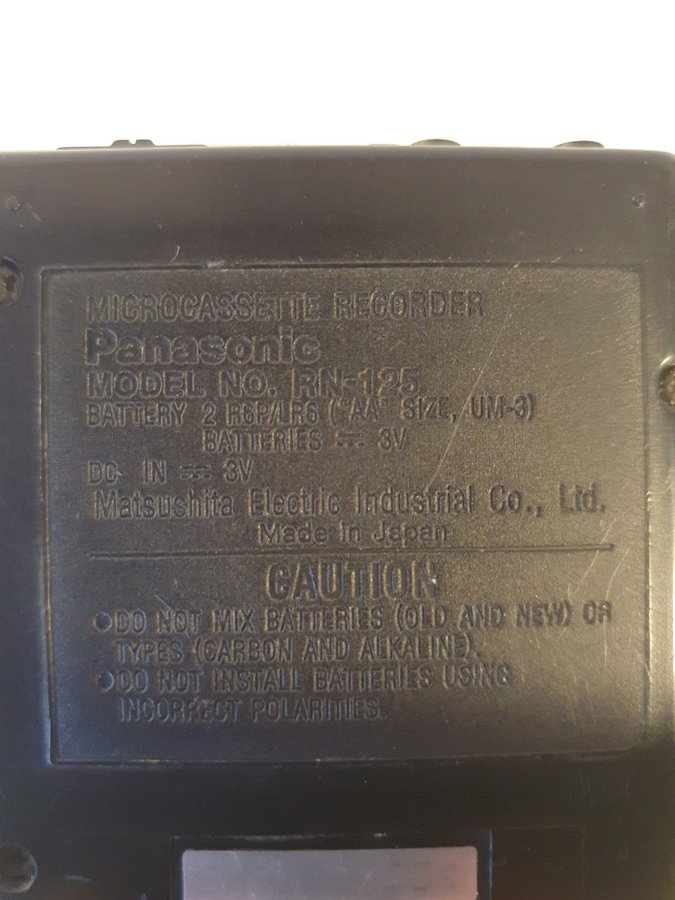 MICROCASSETTE RECORDER
Panasonic
MODEL NO. RN-125
BATTERY 2 R6P/LR6 ("AA" SIZE, UM-3)
BATTERIES ⎓ 3V
DC IN ⎓ 3V
Matsushita Electric Industrial Co., Ltd.
Made in Japan
CAUTION
●DO NOT MIX BATTERIES (OLD AND NEW) OR
TYPES (CARBON AND ALKALINE).
●DO NOT INSTALL BATTERIES USING
INCORRECT POLARITIES.